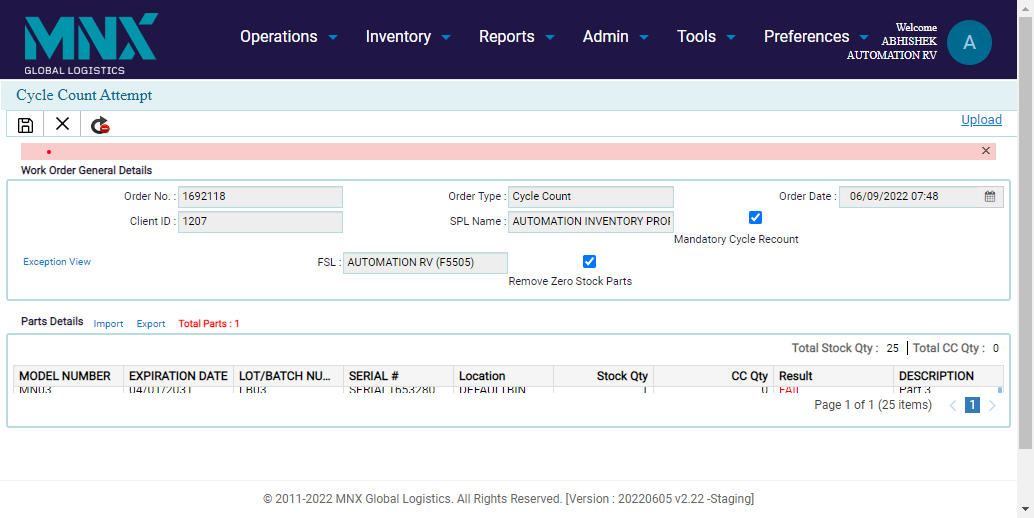 MNX
GLOBAL LOGISTICS
Operations Inventory Reports Admin Tools Preferences
Welcome
ABHISHEK
AUTOMATION RV
A
Cycle Count Attempt
Upload
Work Order General Details
Order No. : 1692118 Order Type : Cycle Count Order Date : 06/09/2022 07:48
Client ID : 1207 SPL Name : AUTOMATION INVENTORY PROF
Mandatory Cycle Recount
Exception View FSL : AUTOMATION RV (F5505)
Remove Zero Stock Parts
Parts Details Import Export Total Parts : 1
Total Stock Qty : 25 Total CC Qty : 0
MODEL NUMBER EXPIRATION DATE LOT/BATCH NU... SERIAL # Location Stock Qty CC Qty Result DESCRIPTION
MN03 04/01/2031 LB03 SERIAL1653280 DEFAULTBIN 1 0 FAIL Part 3
Page 1 of 1 (25 items) 1
© 2011-2022 MNX Global Logistics. All Rights Reserved. [Version : 20220605 v2.22 -Staging]